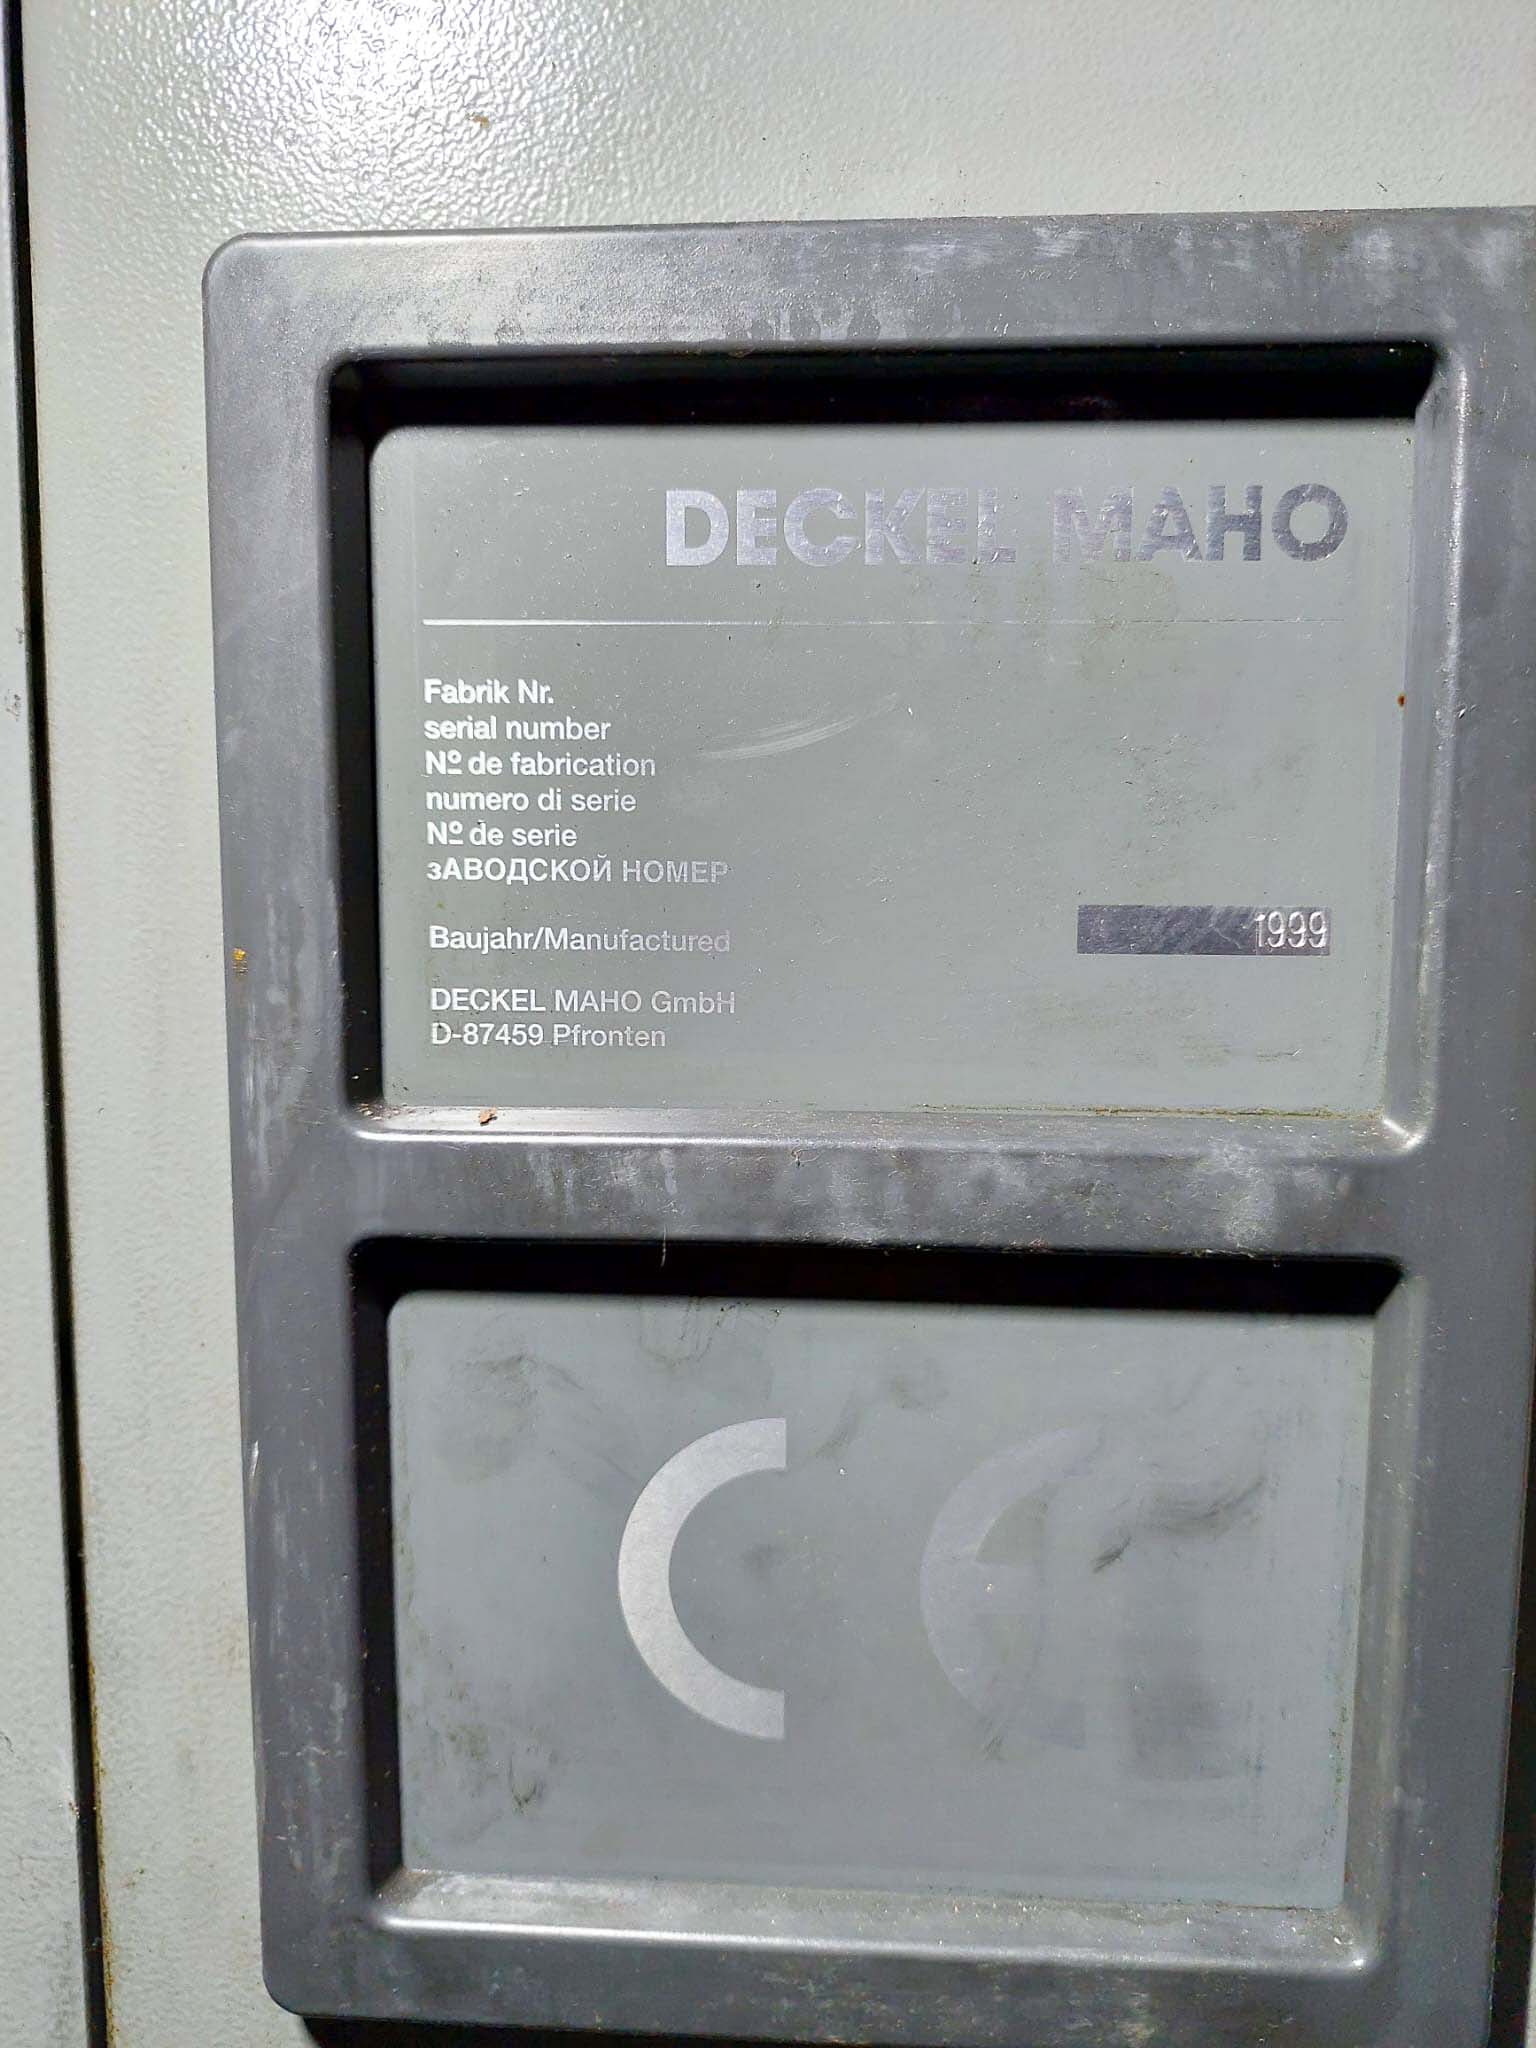 DECKEL MAHO
Fabrik Nr.
serial number
Nº de fabrication
numero di serie
Nº de serie
зАВОДСКОЙ НОМЕР
Baujahr/Manufactured 1999
DECKEL MAHO GmbH
D-87459 Pfronten
CE